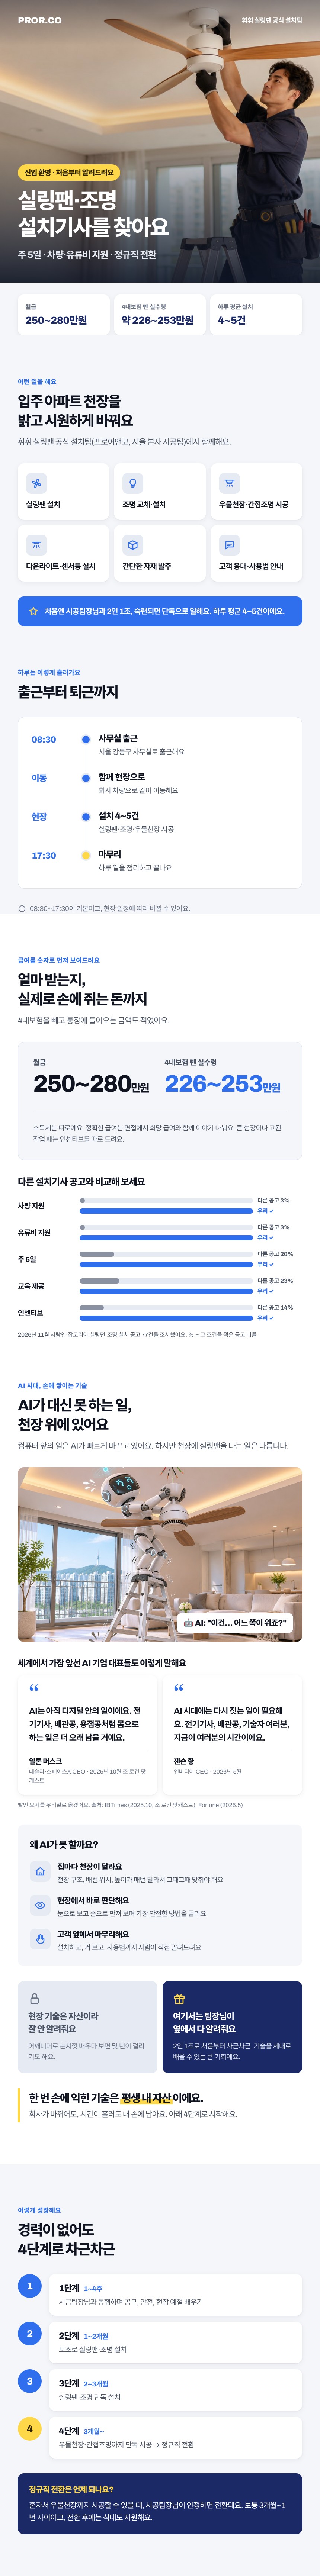 PROR.CO
휘휘 실링팬 공식 설치팀
신입 환영 · 처음부터 알려드려요
실링팬·조명
설치기사를 찾아요
주 5일 · 차량·유류비 지원 · 정규직 전환
월급
250~280만원
4대보험 뺀 실수령
약 226~253만원
하루 평균 설치
4~5건
이런 일을 해요
입주 아파트 천장을
밝고 시원하게 바꿔요
휘휘 실링팬 공식 설치팀(프로어앤코, 서울 본사 시공팀)에서 함께해요.
실링팬 설치
조명 교체·설치
우물천장·간접조명 시공
다운라이트·센서등 설치
간단한 자재 발주
고객 응대·사용법 안내
처음엔 시공팀장님과 2인 1조, 숙련되면 단독으로 일해요. 하루 평균 4~5건이에요.
하루는 이렇게 흘러가요
출근부터 퇴근까지
08:30
사무실 출근
서울 강동구 사무실로 출근해요
이동
함께 현장으로
회사 차량으로 같이 이동해요
현장
설치 4~5건
실링팬·조명·우물천장 시공
17:30
마무리
하루 일을 정리하고 끝나요
08:30~17:30이 기본이고, 현장 일정에 따라 바뀔 수 있어요.
급여를 숫자로 먼저 보여드려요
얼마 받는지,
실제로 손에 쥐는 돈까지
4대보험을 빼고 통장에 들어오는 금액도 적었어요.
월급
250~280만원
4대보험 뺀 실수령
226~253만원
소득세는 따로예요. 정확한 급여는 면접에서 희망 급여와 함께 이야기 나눠요. 큰 현장이나 고된
작업 때는 인센티브를 따로 드려요.
다른 설치기사 공고와 비교해 보세요
차량 지원
다른 공고 3%
우리 ✓
유류비 지원
다른 공고 3%
우리 ✓
주 5일
다른 공고 20%
우리 ✓
교육 제공
다른 공고 23%
우리 ✓
인센티브
다른 공고 14%
우리 ✓
2026년 11월 사람인·잡코리아 실링팬·조명 설치 공고 77건을 조사했어요. % = 그 조건을 적은 공고 비율
AI 시대, 손에 쌓이는 기술
AI가 대신 못 하는 일,
천장 위에 있어요
컴퓨터 앞의 일은 AI가 빠르게 바꾸고 있어요. 하지만 천장에 실링팬을 다는 일은 다릅니다.
🤖 AI: "이건… 어느 쪽이 위죠?"
세계에서 가장 앞선 AI 기업 대표들도 이렇게 말해요
AI는 아직 디지털 안의 일이에요. 전
기기사, 배관공, 용접공처럼 몸으로
하는 일은 더 오래 남을 거예요.
일론 머스크
테슬라·스페이스X CEO · 2025년 10월 조 로건 팟
캐스트
AI 시대에는 다시 짓는 일이 필요해
요. 전기기사, 배관공, 기술자 여러분,
지금이 여러분의 시간이에요.
젠슨 황
엔비디아 CEO · 2026년 5월
발언 요지를 우리말로 옮겼어요. 출처: IBTimes (2025.10, 조 로건 팟캐스트), Fortune (2026.5)
왜 AI가 못 할까요?
집마다 천장이 달라요
천장 구조, 배선 위치, 높이가 매번 달라서 그때그때 맞춰야 해요
현장에서 바로 판단해요
눈으로 보고 손으로 만져 보며 가장 안전한 방법을 골라요
고객 앞에서 마무리해요
설치하고, 켜 보고, 사용법까지 사람이 직접 알려드려요
현장 기술은 자산이라
잘 안 알려줘요
어깨너머로 눈치껏 배우다 보면 몇 년이 걸리
기도 해요.
여기서는 팀장님이
옆에서 다 알려줘요
2인 1조로 처음부터 차근차근. 기술을 제대로
배울 수 있는 큰 기회예요.
한 번 손에 익힌 기술은 평생 내 자산이에요.
회사가 바뀌어도, 시간이 흘러도 내 손에 남아요. 아래 4단계로 시작해요.
이렇게 성장해요
경력이 없어도
4단계로 차근차근
1
1단계 1~4주
시공팀장님과 동행하며 공구, 안전, 현장 예절 배우기
2
2단계 1~2개월
보조로 실링팬·조명 설치
3
3단계 2~3개월
실링팬·조명 단독 설치
4
4단계 3개월~
우물천장·간접조명까지 단독 시공 → 정규직 전환
정규직 전환은 언제 되나요?
혼자서 우물천장까지 시공할 수 있을 때, 시공팀장님이 인정하면 전환돼요. 보통 3개월~1
년 사이이고, 전환 후에는 식대도 지원해요.